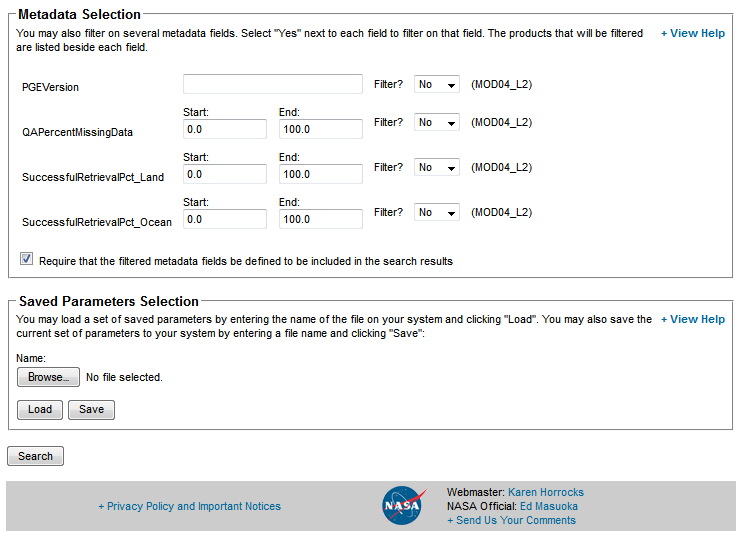 Metadata Selection
You may also filter on several metadata fields. Select "Yes" next to each field to filter on that field. The products that will be filtered
are listed beside each field.
+ View Help
PGEVersion
Filter? No (MOD04_L2)
Start: End:
QAPercentMissingData 0.0 100.0 Filter? No (MOD04_L2)
Start: End:
SuccessfulRetrievalPct_Land 0.0 100.0 Filter? No (MOD04_L2)
Start: End:
SuccessfulRetrievalPct_Ocean 0.0 100.0 Filter? No (MOD04_L2)
Require that the filtered metadata fields be defined to be included in the search results
Saved Parameters Selection
You may load a set of saved parameters by entering the name of the file on your system and clicking "Load". You may also save the
current set of parameters to your system by entering a file name and clicking "Save":
+ View Help
Name:
Browse... No file selected.
Load Save
Search
+ Privacy Policy and Important Notices
NASA
Webmaster: Karen Horrocks
NASA Official: Ed Masuoka
+ Send Us Your Comments